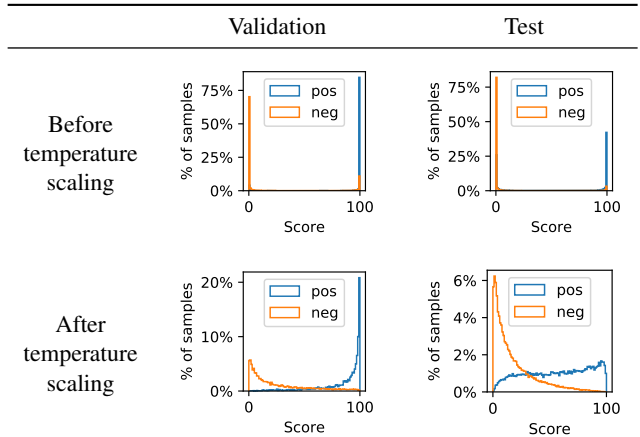 Validation Test
Before
temperature
scaling
% of samples
75%
50%
25%
0%
pos
neg
0 100
Score
% of samples
75%
50%
25%
0%
pos
neg
0 100
Score
After
temperature
scaling
% of samples
20%
10%
0%
pos
neg
0 100
Score
% of samples
6%
4%
2%
0%
pos
neg
0 100
Score